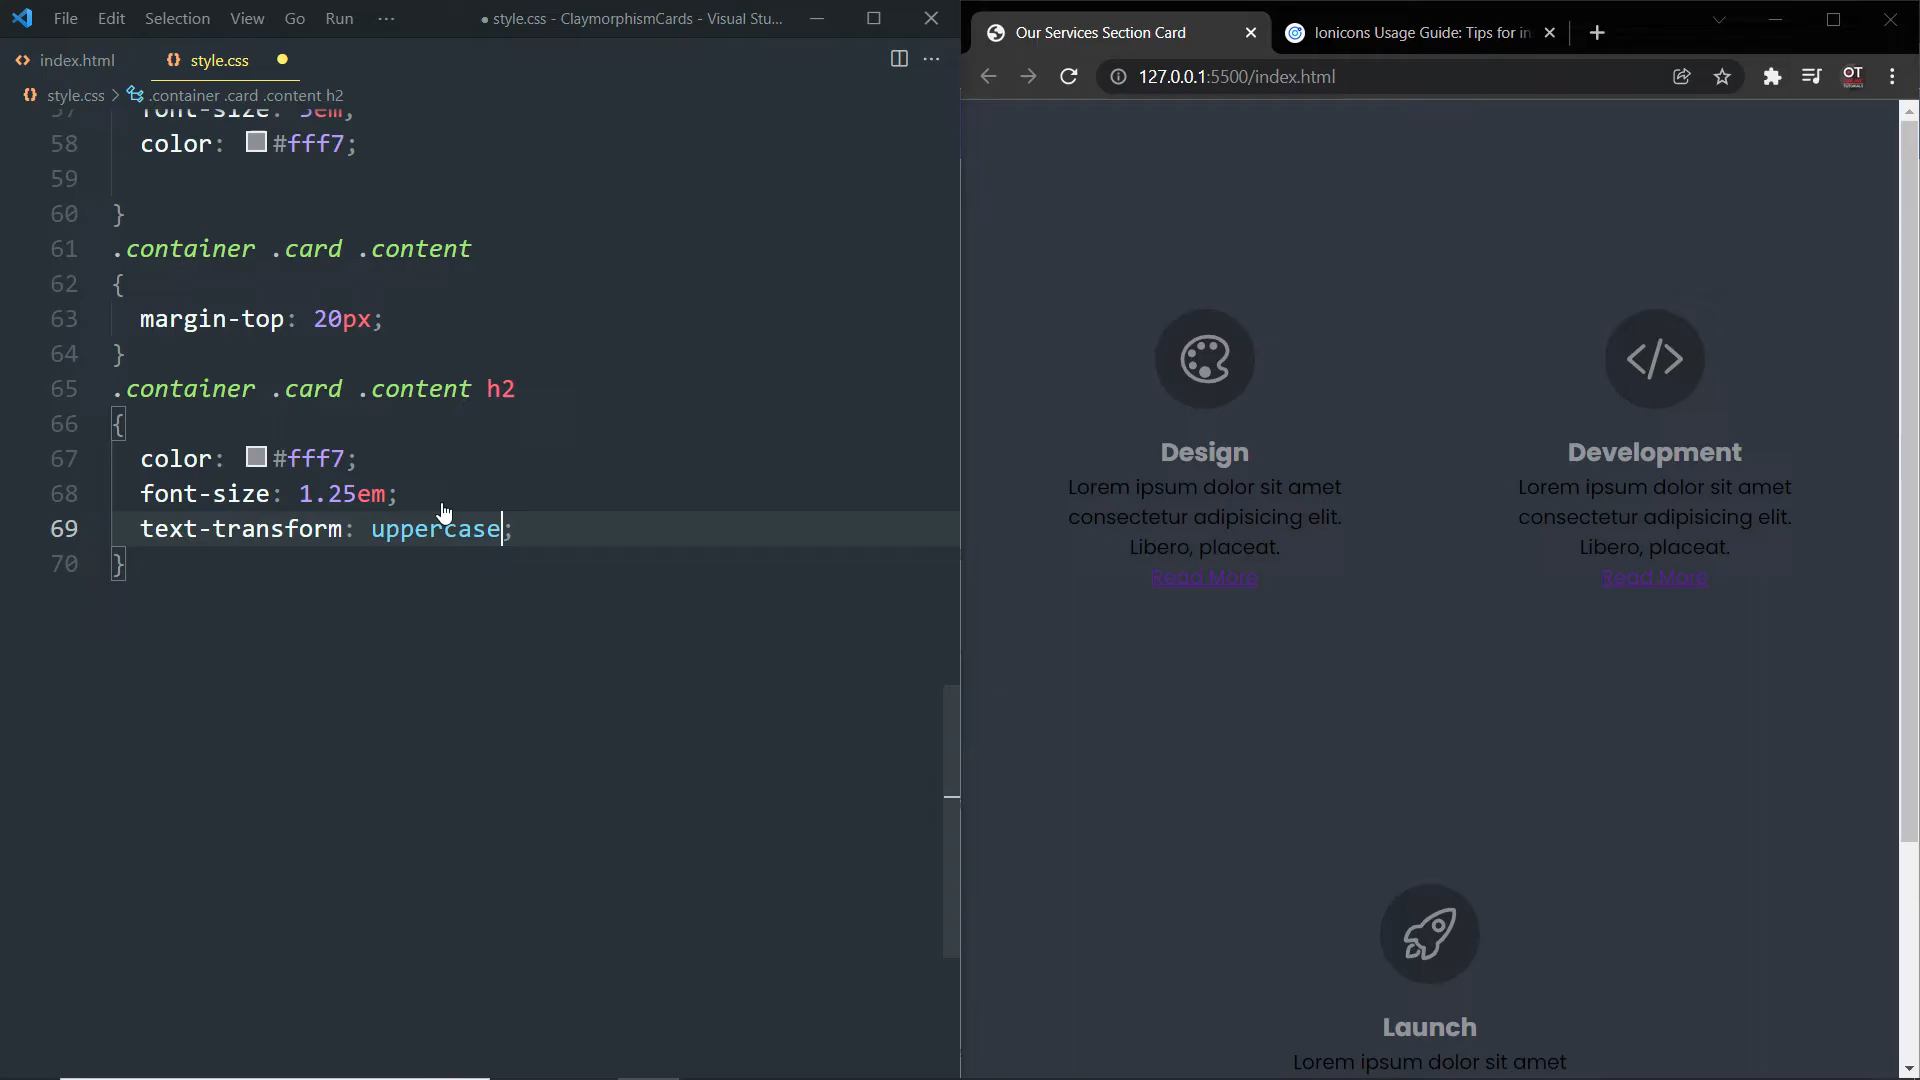 File Edit Selection View Go Run ··· ● style.css - ClaymorphismCards - Visual Stu...
index.html style.css
style.css > .container .card .content h2
57 font-size: 5em;
58 color: #fff7;
59
60 }
61 .container .card .content
62 {
63 margin-top: 20px;
64 }
65 .container .card .content h2
66 {
67 color: #fff7;
68 font-size: 1.25em;
69 text-transform: uppercase;
70 }
Our Services Section Card
Ionicons Usage Guide: Tips for in
127.0.0.1:5500/index.html
OT
Design
Lorem ipsum dolor sit amet
consectetur adipisicing elit.
Libero, placeat.
Read More
Development
Lorem ipsum dolor sit amet
consectetur adipisicing elit.
Libero, placeat.
Read More
Launch
Lorem ipsum dolor sit amet